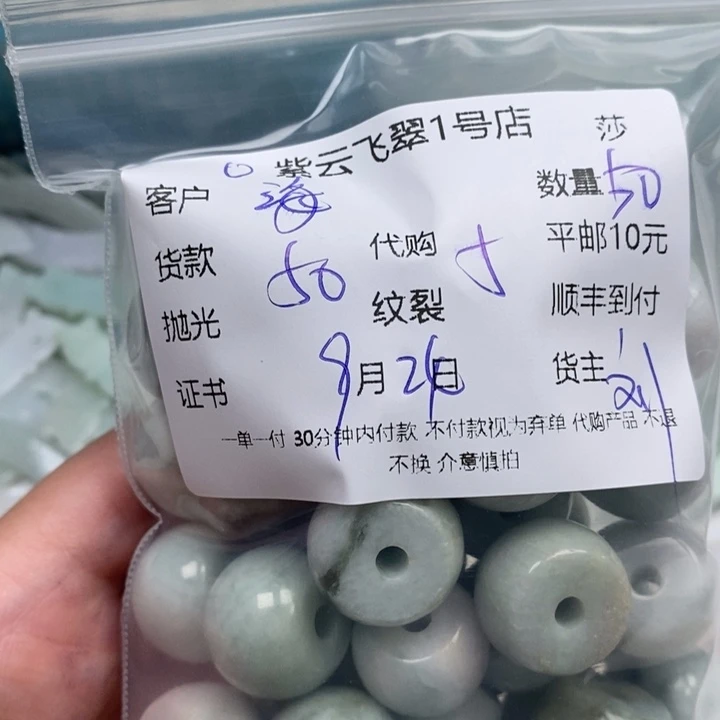 紫云飞翠1号店 莎
客户 海 数量 50
货款 50 代购 5 平邮10元
抛光 纹裂 顺丰到付
证书 9月26日 货主 刘
一单一付 30分钟内付款 不付款视为弃单 代购产品 不退
不换 介意慎拍